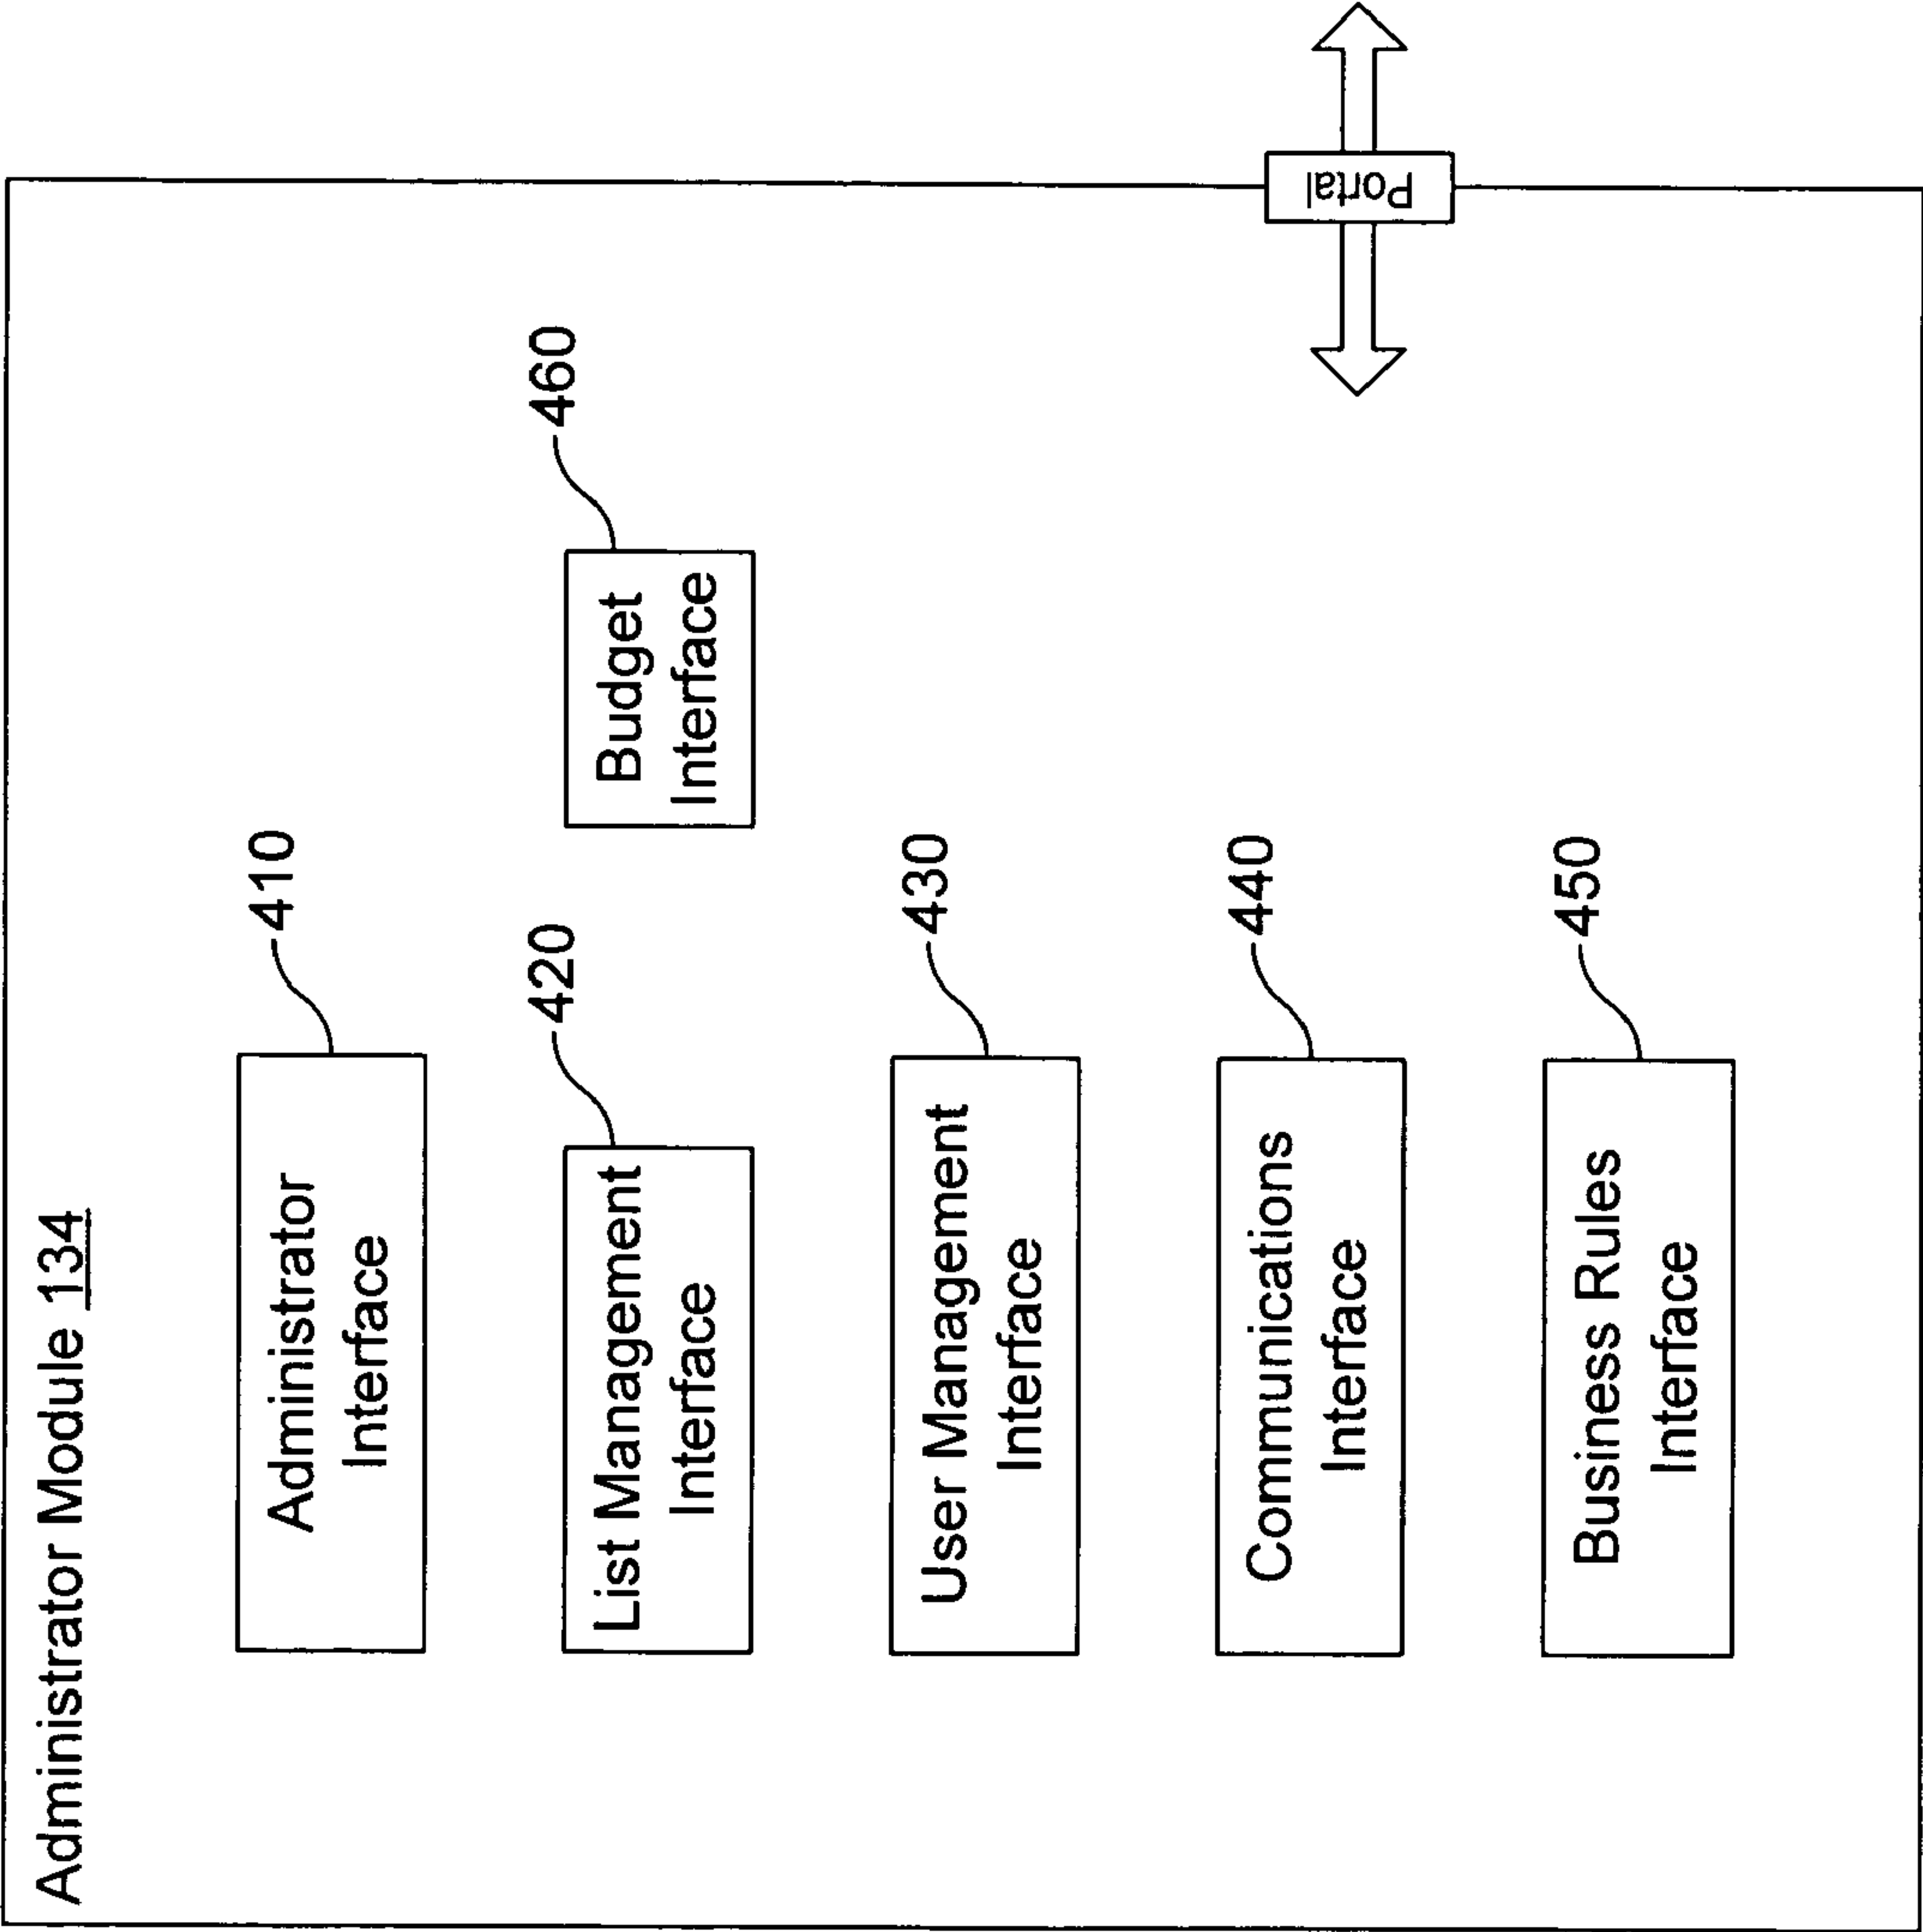 Administrator Module 134
410
Administrator
Interface
420
List Management
Interface
460
Budget
Interface
430
User Management
Interface
440
Communications
Interface
450
Business Rules
Interface
Portal